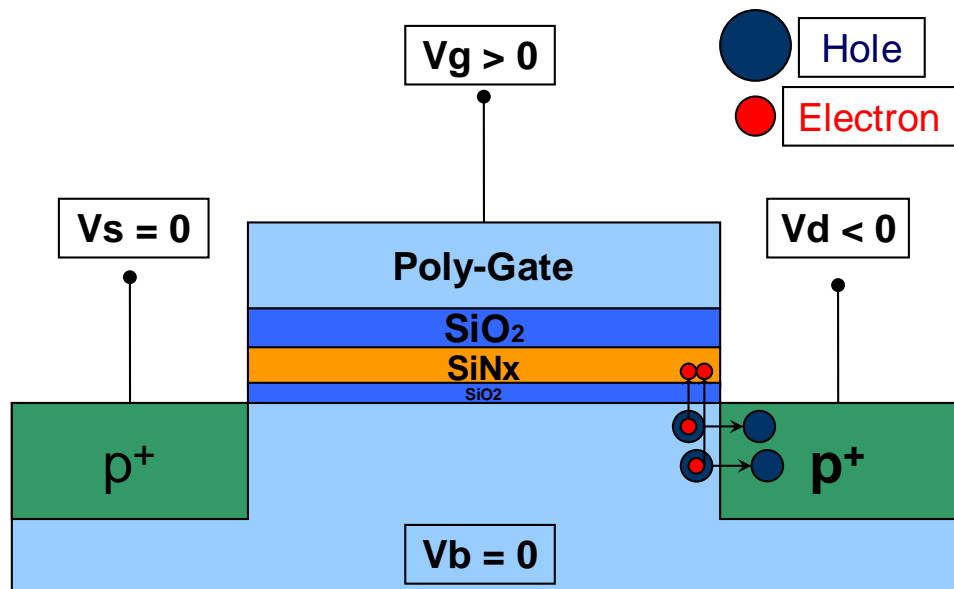 Vg > 0
Hole
Electron
Vs = 0
Vd < 0
Poly-Gate
SiO2
SiNx
SiO2
p+
p+
Vb = 0